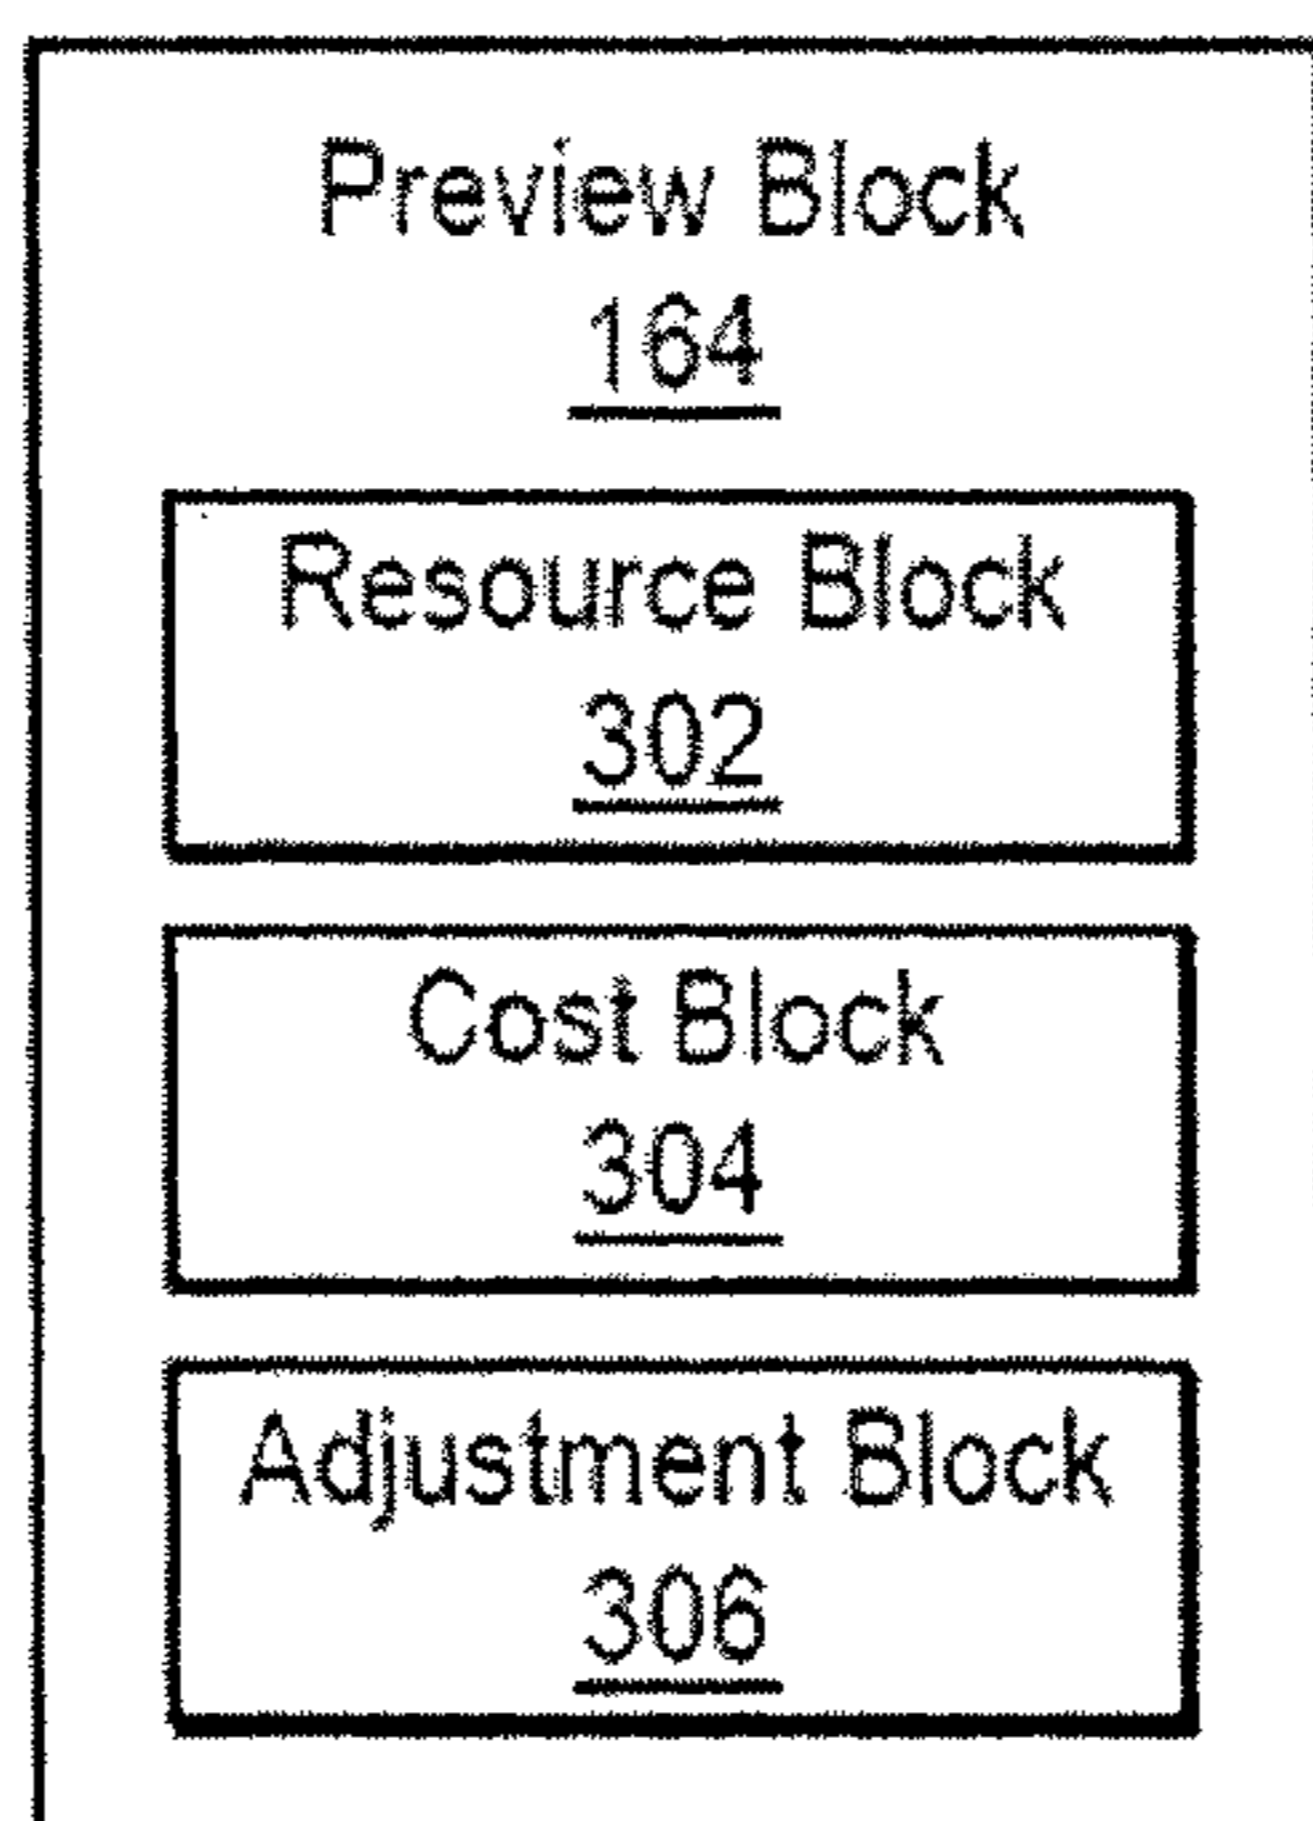 Preview Block
164
Resource Block
302
Cost Block
304
Adjustment Block
306